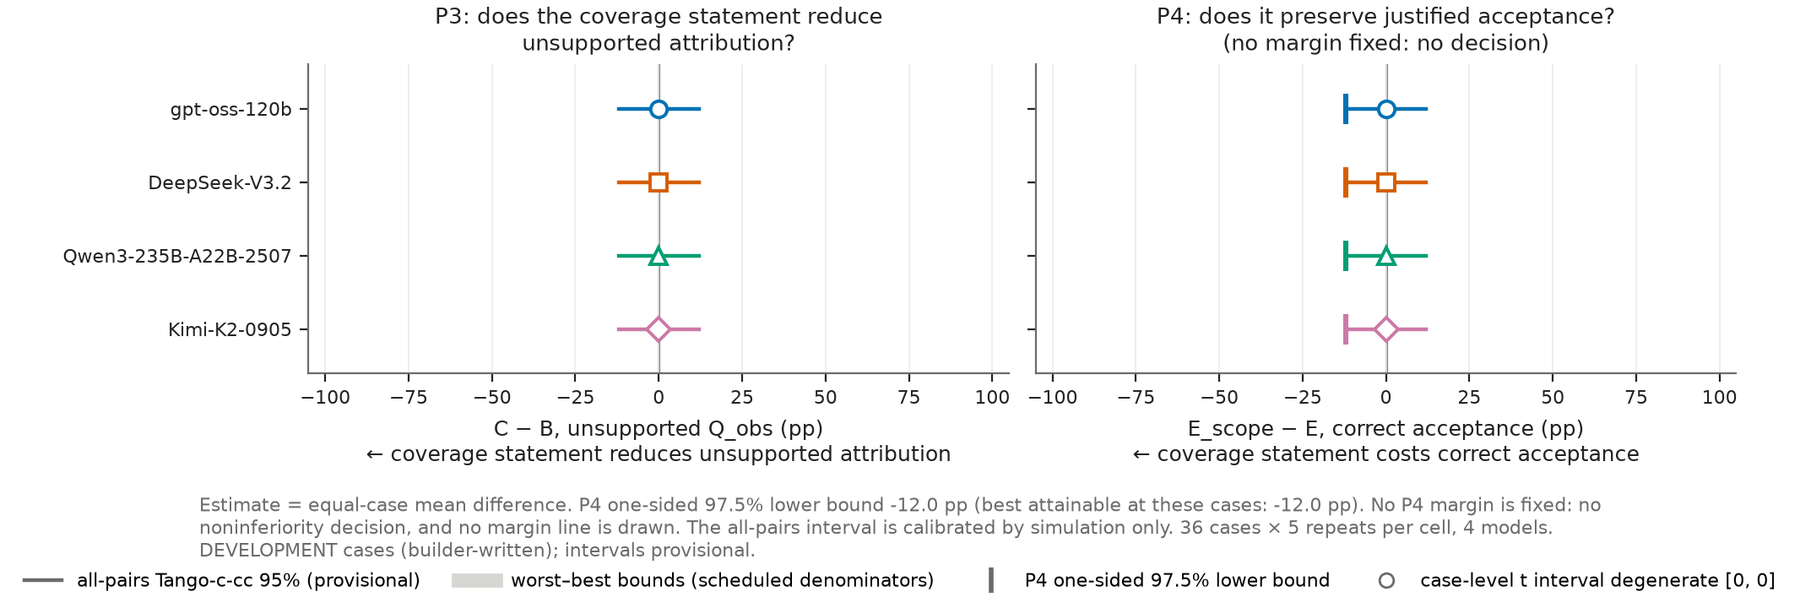 P3: does the coverage statement reduce
unsupported attribution?
P4: does it preserve justified acceptance?
(no margin fixed: no decision)
gpt-oss-120b
DeepSeek-V3.2
Qwen3-235B-A22B-2507
Kimi-K2-0905
−100 −75 −50 −25 0 25 50 75 100
−100 −75 −50 −25 0 25 50 75 100
C − B, unsupported Q_obs (pp)
← coverage statement reduces unsupported attribution
E_scope − E, correct acceptance (pp)
← coverage statement costs correct acceptance
Estimate = equal-case mean difference. P4 one-sided 97.5% lower bound -12.0 pp (best attainable at these cases: -12.0 pp). No P4 margin is fixed: no
noninferiority decision, and no margin line is drawn. The all-pairs interval is calibrated by simulation only. 36 cases × 5 repeats per cell, 4 models.
DEVELOPMENT cases (builder-written); intervals provisional.
all-pairs Tango-c-cc 95% (provisional)
worst–best bounds (scheduled denominators)
P4 one-sided 97.5% lower bound
case-level t interval degenerate [0, 0]